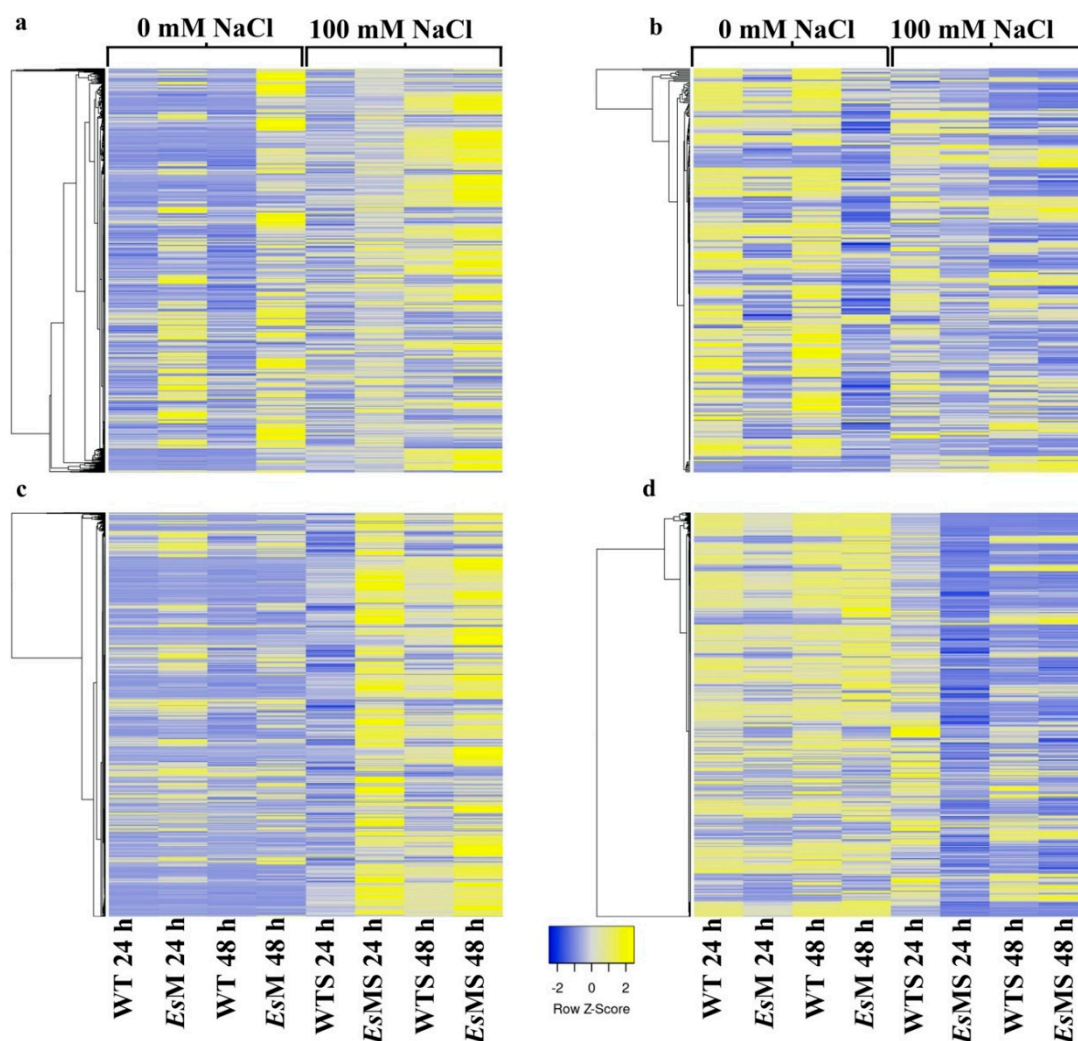 a
0 mM NaCl
100 mM NaCl
b
0 mM NaCl
100 mM NaCl
c
d
WT 24 h
EsM 24 h
WT 48 h
EsM 48 h
WTS 24 h
EsMS 24 h
WTS 48 h
EsMS 48 h
-2 0 2
Row Z-Score
WT 24 h
EsM 24 h
WT 48 h
EsM 48 h
WTS 24 h
EsMS 24 h
WTS 48 h
EsMS 48 h